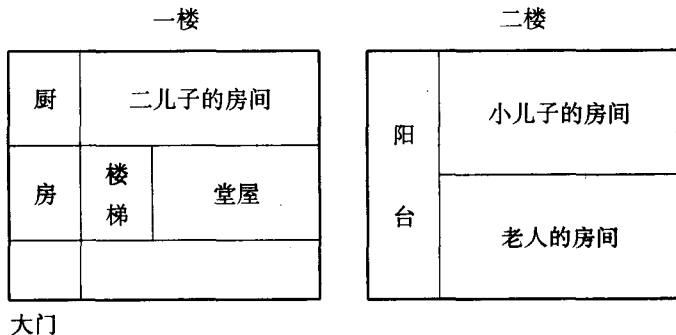 一楼
二楼
厨
二儿子的房间
房
楼
梯
堂屋
大门
阳
台
小儿子的房间
老人的房间